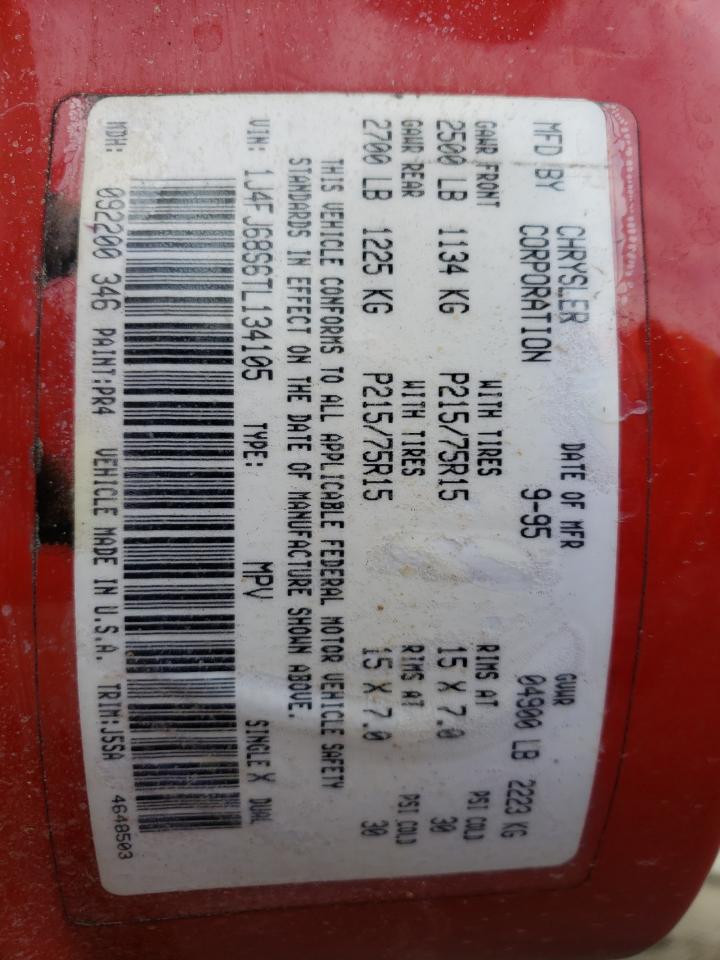 MFD BY CHRYSLER CORPORATION DATE OF MFR 9-95 GVWR 04900 LB 2223 KG
GAWR FRONT WITH TIRES RIMS AT PSI COLD
2500 LB 1134 KG P215/75R15 15 X 7.0 30
GAWR REAR WITH TIRES RIMS AT PSI COLD
2700 LB 1225 KG P215/75R15 15 X 7.0 30
THIS VEHICLE CONFORMS TO ALL APPLICABLE FEDERAL MOTOR VEHICLE SAFETY
STANDARDS IN EFFECT ON THE DATE OF MANUFACTURE SHOWN ABOVE.
VIN: 1J4FJ68S6TL134105 TYPE: MPV SINGLE X DUAL
MDH: 092200 346 PAINT:PR4 VEHICLE MADE IN U.S.A. TRIM:J5SA 4648503